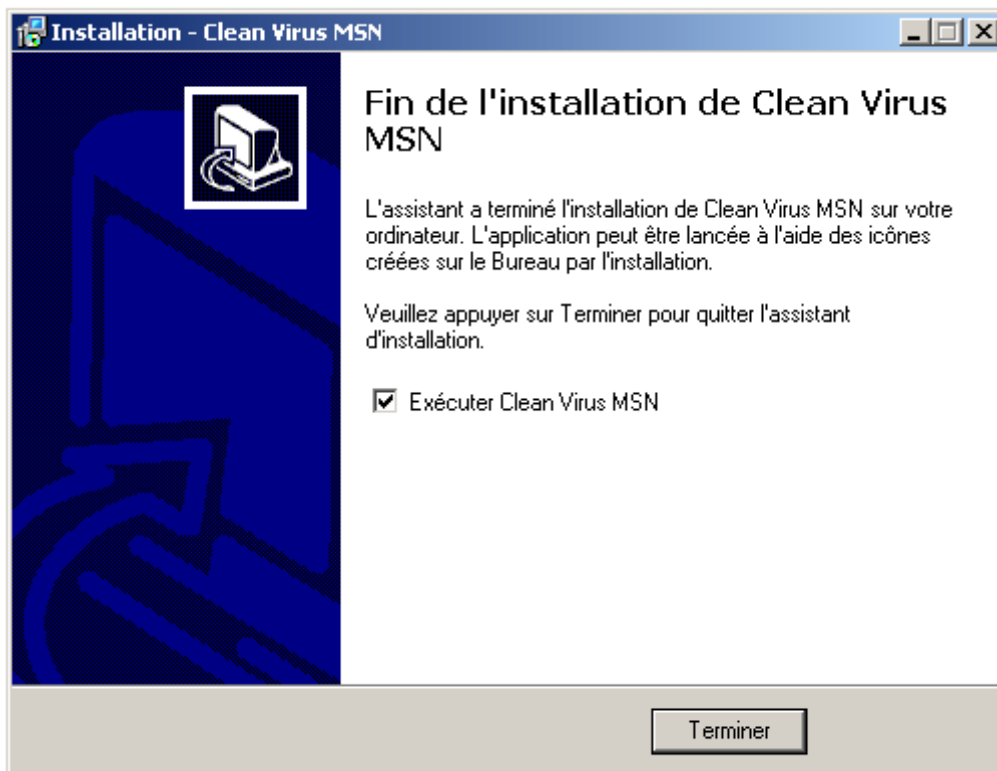 Installation - Clean Virus MSN
Fin de l'installation de Clean Virus
MSN
L'assistant a terminé l'installation de Clean Virus MSN sur votre
ordinateur. L'application peut être lancée à l'aide des icônes
créées sur le Bureau par l'installation.
Veuillez appuyer sur Terminer pour quitter l'assistant
d'installation.
Exécuter Clean Virus MSN
Terminer